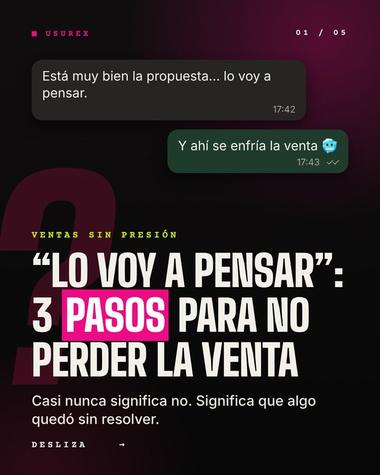 USUREX
01 / 05
Está muy bien la propuesta... lo voy a
pensar.
17:42
Y ahí se enfría la venta 🥶
17:43
VENTAS SIN PRESIÓN
“LO VOY A PENSAR”:
3 PASOS PARA NO
PERDER LA VENTA
Casi nunca significa no. Significa que algo
quedó sin resolver.
DESLIZA →